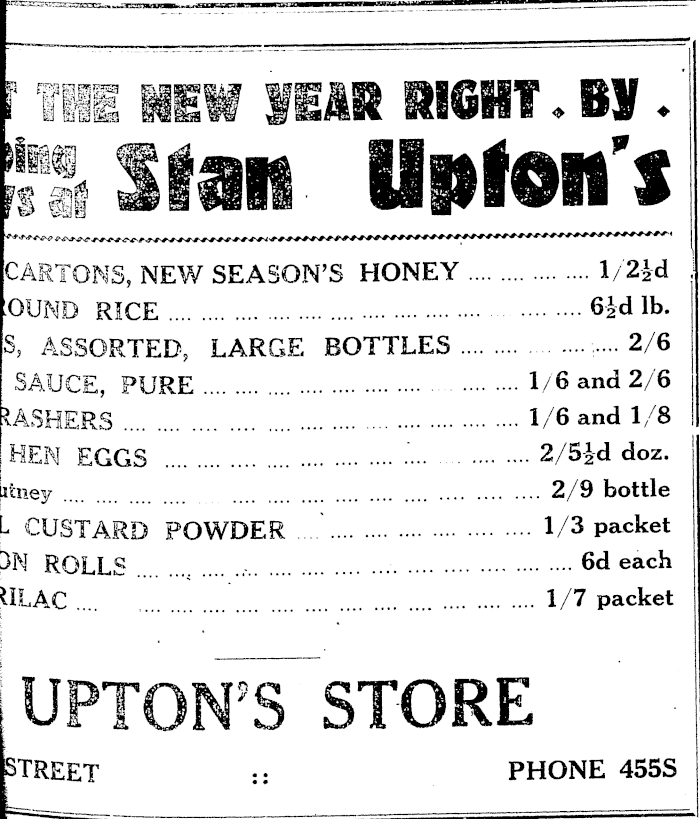 T THE NEW YEAR RIGHT . BY .
ping
ys at Stan Upton's
CARTONS, NEW SEASON'S HONEY .... .... .... .... 1/2½d
OUND RICE .... .... .... .... .... .... .... .... .... .... .... 6½d lb.
S, ASSORTED, LARGE BOTTLES .... .... .... .... .... 2/6
SAUCE, PURE .... .... .... .... .... .... .... .... .... 1/6 and 2/6
RASHERS .... .... .... .... .... .... .... .... .... .... .... 1/6 and 1/8
HEN EGGS .... .... .... .... .... .... .... .... .... .... 2/5½d doz.
utney .... .... .... .... .... .... .... .... .... .... .... .... .... 2/9 bottle
L CUSTARD POWDER .... .... .... .... .... .... .... 1/3 packet
ON ROLLS .... .... .... .... .... .... .... .... .... .... .... .... 6d each
RILAC .... .... .... .... .... .... .... .... .... .... .... .... .... 1/7 packet
UPTON'S STORE
STREET :: PHONE 455S